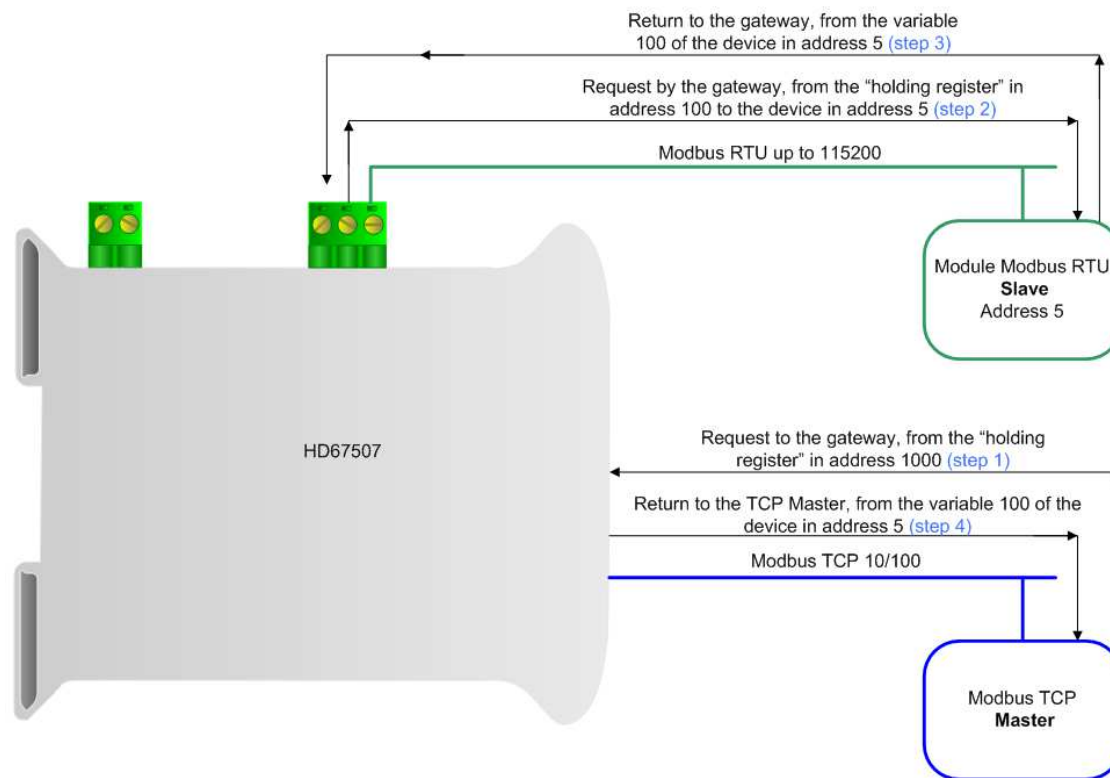 Return to the gateway, from the variable
100 of the device in address 5 (step 3)
Request by the gateway, from the “holding register” in
address 100 to the device in address 5 (step 2)
Modbus RTU up to 115200
Module Modbus RTU
Slave
Address 5
HD67507
Request to the gateway, from the “holding
register” in address 1000 (step 1)
Return to the TCP Master, from the variable 100 of the
device in address 5 (step 4)
Modbus TCP 10/100
Modbus TCP
Master